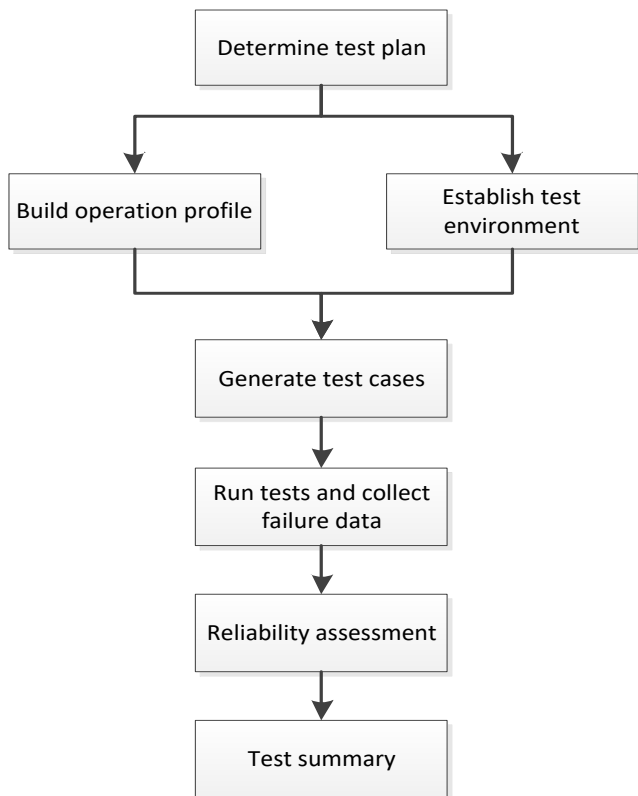 Determine test plan
Build operation profile
Establish test
environment
Generate test cases
Run tests and collect
failure data
Reliability assessment
Test summary